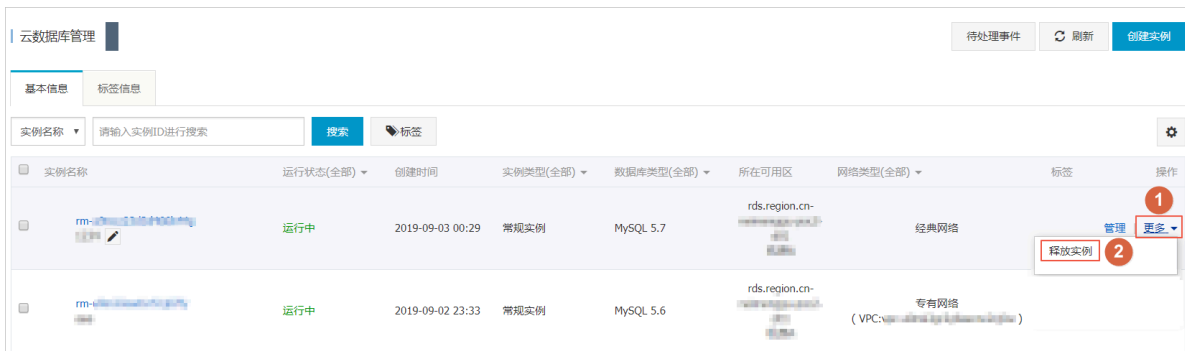 云数据库管理
待处理事件 刷新 创建实例
基本信息 标签信息
实例名称 请输入实例ID进行搜索 搜索 标签
实例名称 运行状态(全部) 创建时间 实例类型(全部) 数据库类型(全部) 所在可用区 网络类型(全部) 标签 操作
1
rds.region.cn-
rm-
运行中 2019-09-03 00:29 常规实例 MySQL 5.7 经典网络 管理 更多
释放实例 2
rds.region.cn-
rm-
运行中 2019-09-02 23:33 常规实例 MySQL 5.6 专有网络
( VPC: )